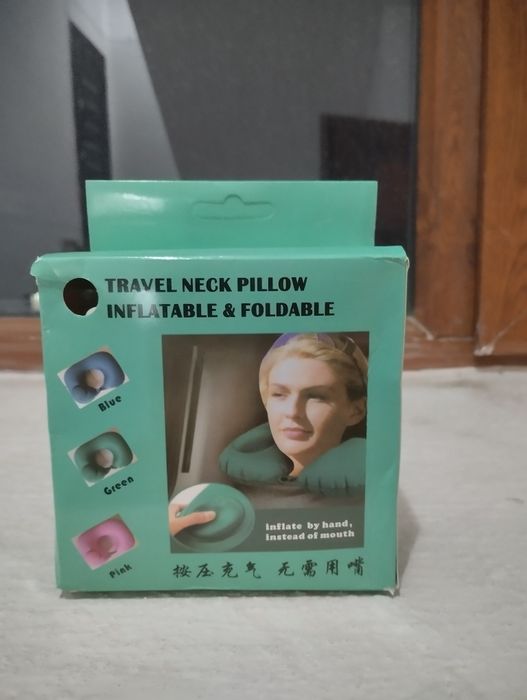 TRAVEL NECK PILLOW
INFLATABLE & FOLDABLE
Blue
Green
Pink
inflate by hand,
instead of mouth
按压充气 无需用嘴